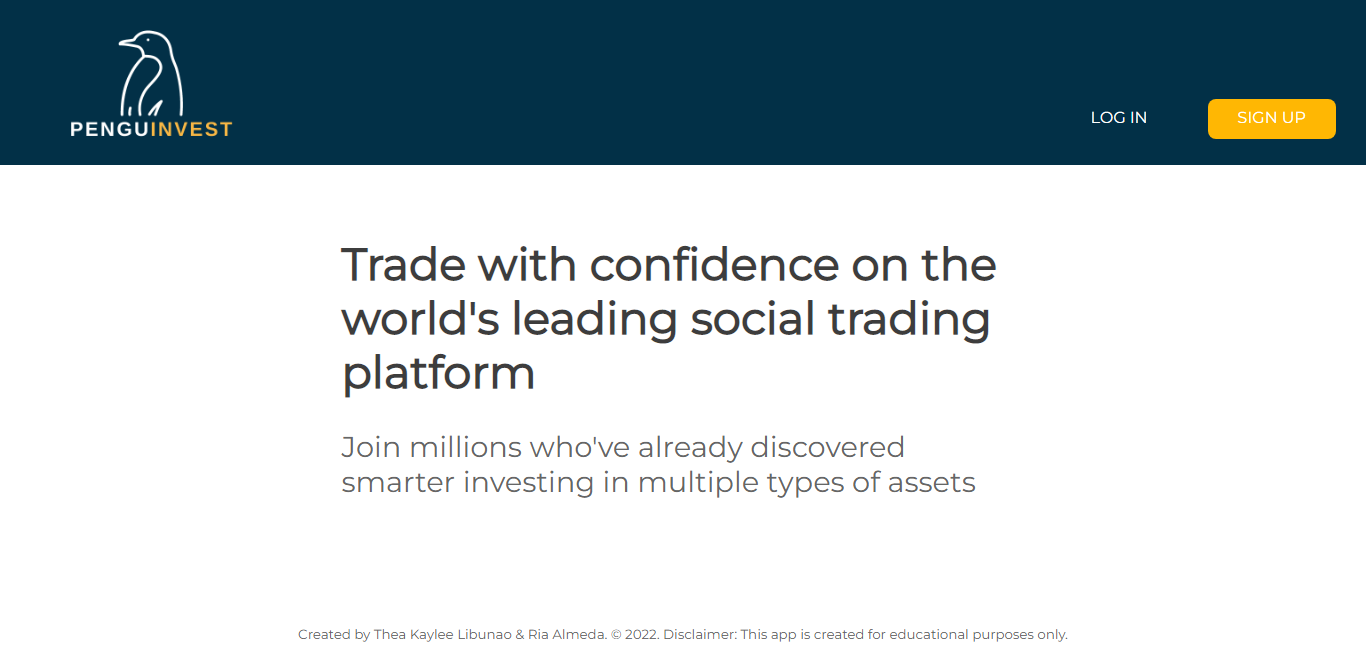 PENGUINVEST
LOG IN
SIGN UP
Trade with confidence on the
world's leading social trading
platform
Join millions who've already discovered
smarter investing in multiple types of assets
Created by Thea Kaylee Libunao & Ria Almeda. © 2022. Disclaimer: This app is created for educational purposes only.